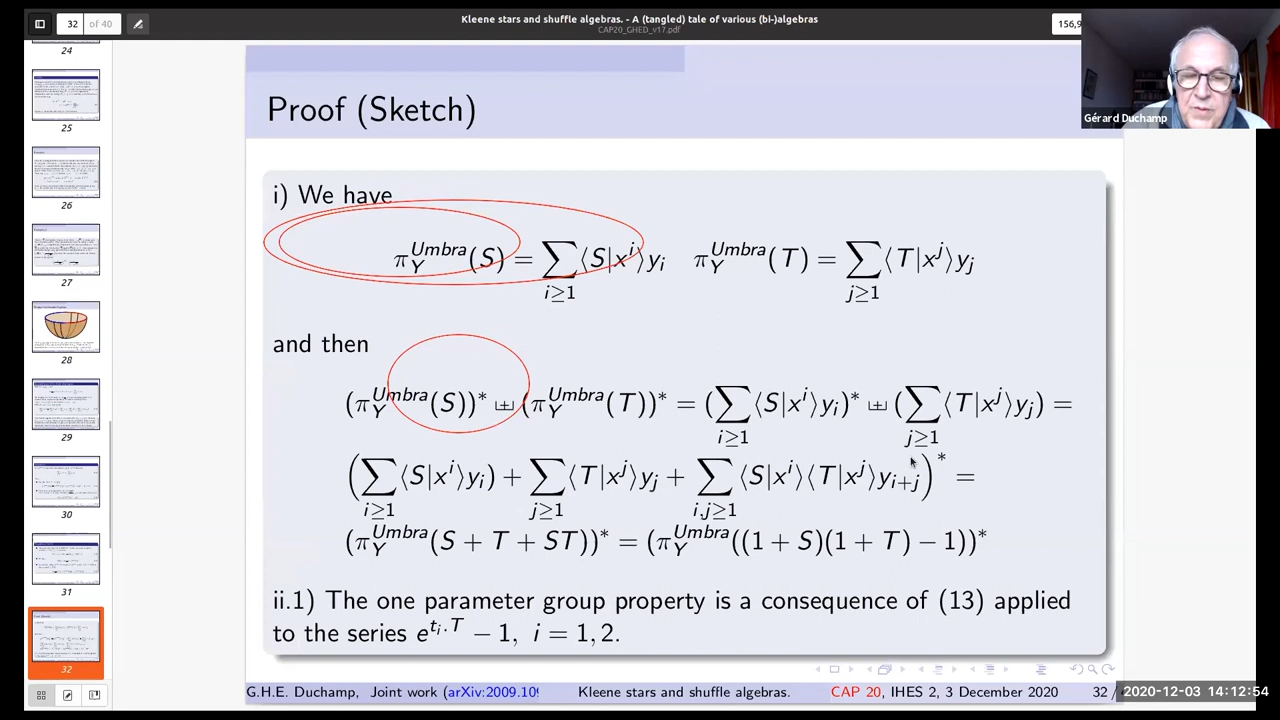 32 of 40
Kleene stars and shuffle algebras. - A (tangled) tale of various (bi-)algebras
CAP20_GHED_v17.pdf
156,9
24
25
26
27
28
29
30
31
32
Gérard Duchamp
Proof (Sketch)
i) We have
π_Y^{Umbra}(S) = ∑_{i≥1}⟨S|x^i⟩y_i π_Y^{Umbra}(T) = ∑_{j≥1}⟨T|x^j⟩y_j
and then
(π_Y^{Umbra}(S))^* ⊔+ (π_Y^{Umbra}(T))^* = (∑_{i≥1}⟨S|x^i⟩y_i)^* ⊔+ (∑_{j≥1}⟨T|x^j⟩y_j) =
(∑_{i≥1}⟨S|x^i⟩y_i + ∑_{j≥1}⟨T|x^j⟩y_j + ∑_{i,j≥1}⟨S|x^i⟩⟨T|x^j⟩y_{i+j})^* =
(π_Y^{Umbra}(S + T + ST))^* = (π_Y^{Umbra}((1 + S)(1 + T) − 1))^*
ii.1) The one parameter group property is a consequence of (13) applied
to the series e^{t_i.T} − 1, i = 1, 2.
G.H.E. Duchamp, Joint work (arXiv:2009.10 Kleene stars and shuffle algebras. CAP 20, IHES 2, 3 December 2020 32 /
2020-12-03 14:12:54